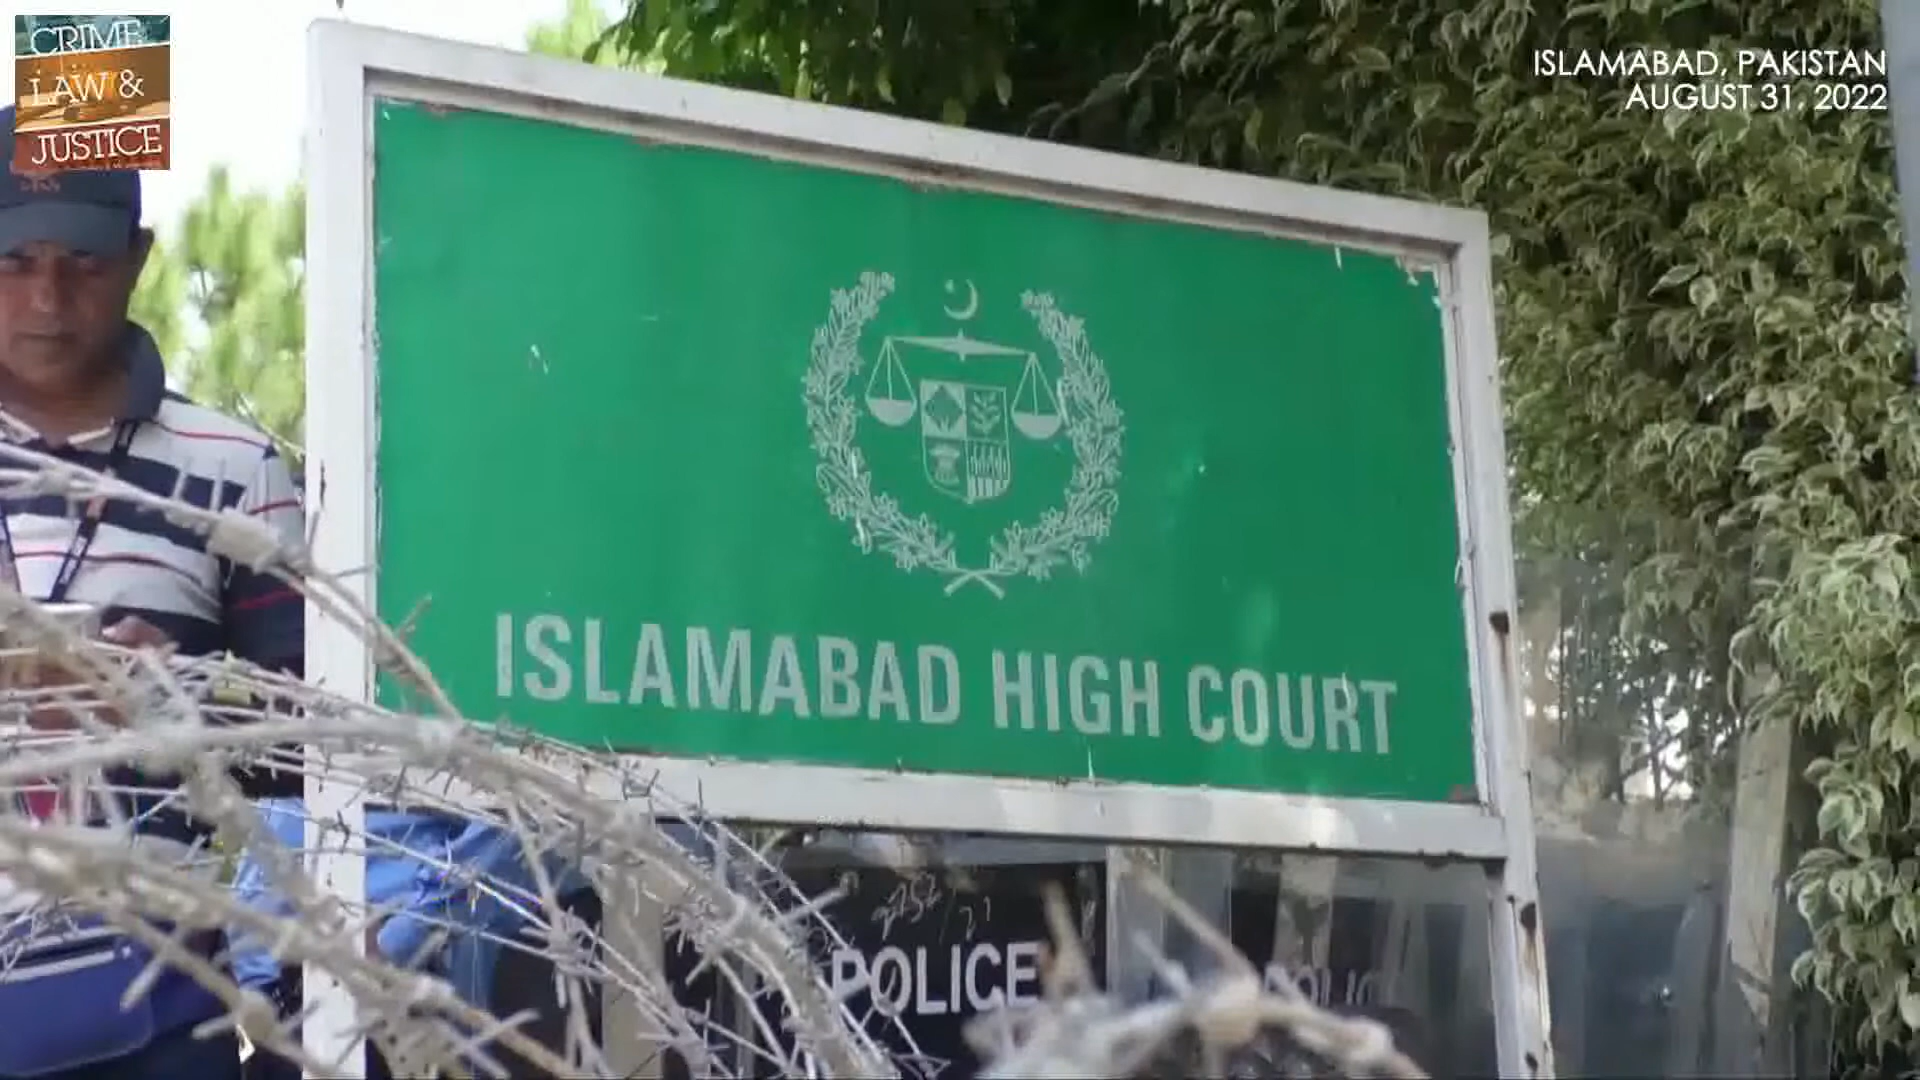 CRIME
LAW &
JUSTICE
ISLAMABAD, PAKISTAN
AUGUST 31, 2022
ISLAMABAD HIGH COURT
POLICE